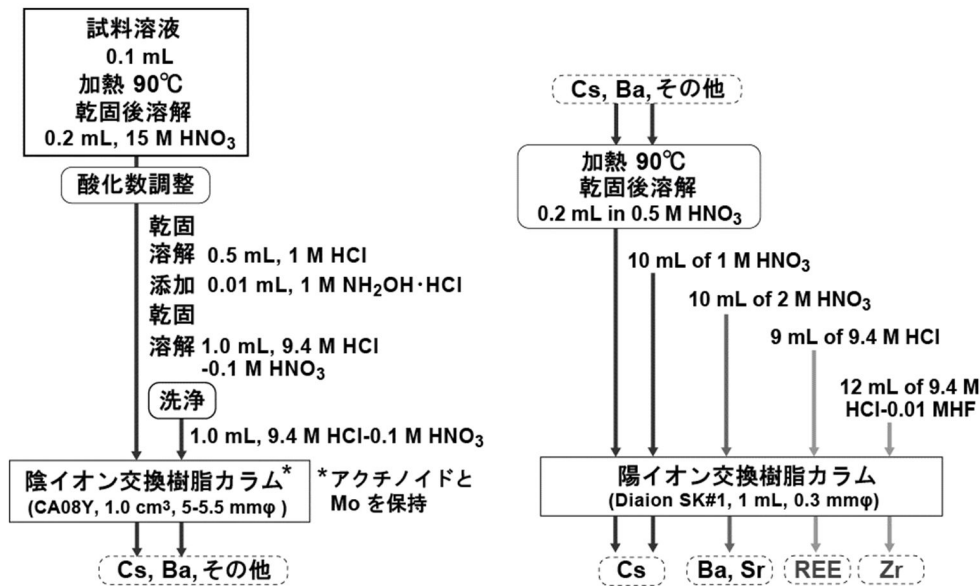 試料溶液
0.1 mL
加熱 90℃
乾固後溶解
0.2 mL, 15 M HNO₃
酸化数調整
乾固
溶解 0.5 mL, 1 M HCl
添加 0.01 mL, 1 M NH₂OH·HCl
乾固
溶解 1.0 mL, 9.4 M HCl
-0.1 M HNO₃
洗浄
1.0 mL, 9.4 M HCl-0.1 M HNO₃
陰イオン交換樹脂カラム*
(CA08Y, 1.0 cm³, 5-5.5 mmφ )
*アクチノイドと
Mo を保持
Cs, Ba, その他
Cs, Ba, その他
加熱 90℃
乾固後溶解
0.2 mL in 0.5 M HNO₃
10 mL of 1 M HNO₃
10 mL of 2 M HNO₃
9 mL of 9.4 M HCl
12 mL of 9.4 M
HCl-0.01 MHF
陽イオン交換樹脂カラム
(Diaion SK#1, 1 mL, 0.3 mmφ)
Cs
Ba, Sr
REE
Zr